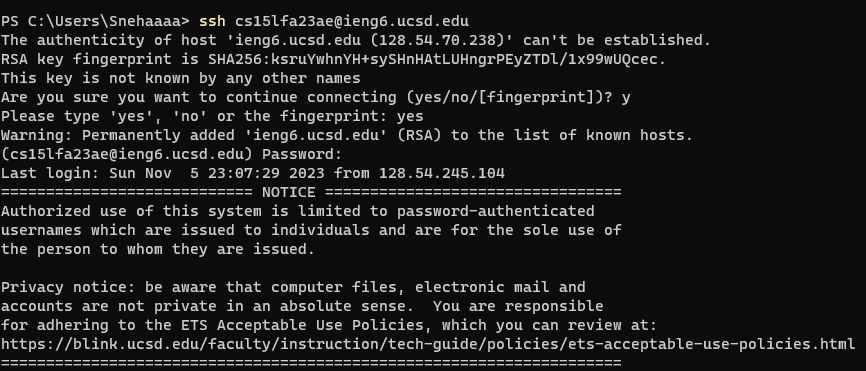 PS C:\Users\Snehaaaa> ssh cs15lfa23ae@ieng6.ucsd.edu
The authenticity of host 'ieng6.ucsd.edu (128.54.70.238)' can't be established.
RSA key fingerprint is SHA256:ksruYwhnYH+sySHnHAtLUHngrPEyZTDl/1x99wUQcec.
This key is not known by any other names
Are you sure you want to continue connecting (yes/no/[fingerprint])? y
Please type 'yes', 'no' or the fingerprint: yes
Warning: Permanently added 'ieng6.ucsd.edu' (RSA) to the list of known hosts.
(cs15lfa23ae@ieng6.ucsd.edu) Password:
Last login: Sun Nov  5 23:07:29 2023 from 128.54.245.104
============================ NOTICE =================================
Authorized use of this system is limited to password-authenticated
usernames which are issued to individuals and are for the sole use of
the person to whom they are issued.

Privacy notice: be aware that computer files, electronic mail and
accounts are not private in an absolute sense.  You are responsible
for adhering to the ETS Acceptable Use Policies, which you can review at:
https://blink.ucsd.edu/faculty/instruction/tech-guide/policies/ets-acceptable-use-policies.html
=====================================================================